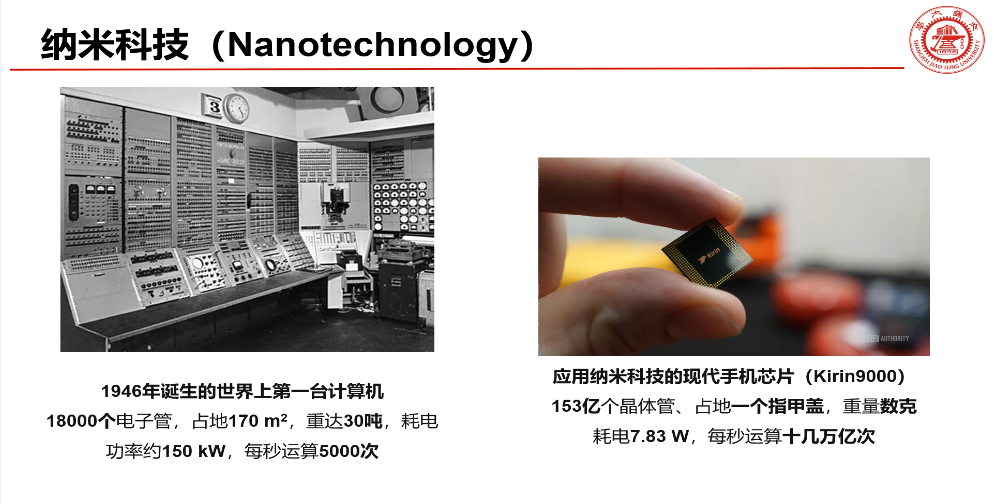 纳米科技（Nanotechnology）
SHANGHAI JIAO TONG UNIVERSITY
3
Kirin
AUTHORITY
1946年诞生的世界上第一台计算机
18000个电子管，占地170 m²，重达30吨，耗电
功率约150 kW，每秒运算5000次
应用纳米科技的现代手机芯片（Kirin9000）
153亿个晶体管、占地一个指甲盖，重量数克
耗电7.83 W，每秒运算十几万亿次